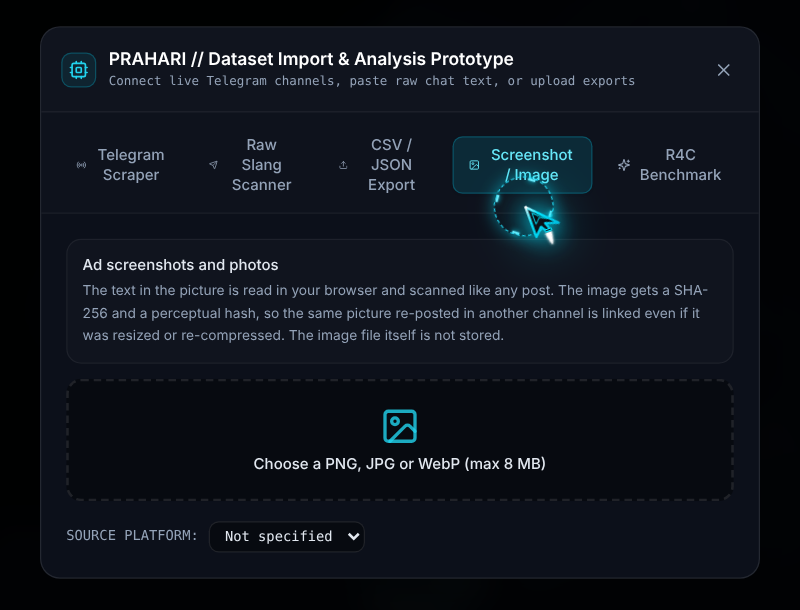 PRAHARI // Dataset Import & Analysis Prototype
Connect live Telegram channels, paste raw chat text, or upload exports
Telegram
Scraper
Raw
Slang
Scanner
CSV /
JSON
Export
Screenshot
/ Image
R4C
Benchmark
Ad screenshots and photos
The text in the picture is read in your browser and scanned like any post. The image gets a SHA-
256 and a perceptual hash, so the same picture re-posted in another channel is linked even if it
was resized or re-compressed. The image file itself is not stored.
Choose a PNG, JPG or WebP (max 8 MB)
SOURCE PLATFORM: Not specified